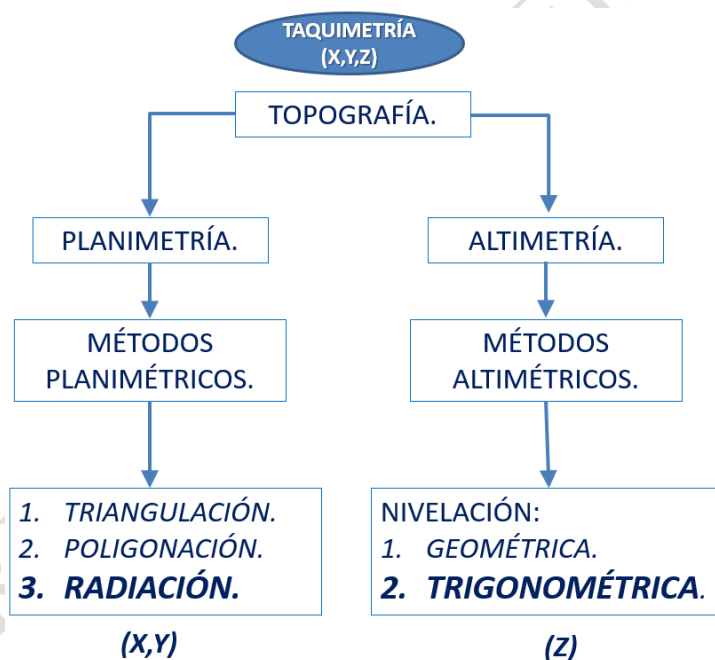 TAQUIMETRÍA
(X,Y,Z)
TOPOGRAFÍA.
PLANIMETRÍA.
ALTIMETRÍA.
MÉTODOS
PLANIMÉTRICOS.
MÉTODOS
ALTIMÉTRICOS.
1. TRIANGULACIÓN.
2. POLIGONACIÓN.
3. RADIACIÓN.
(X,Y)
NIVELACIÓN:
1. GEOMÉTRICA.
2. TRIGONOMÉTRICA.
(Z)